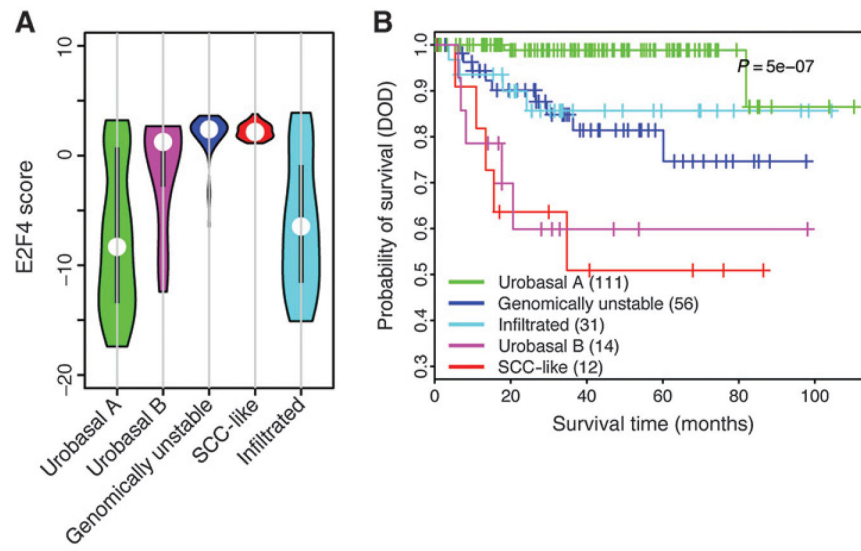 A
E2F4 score
10
0
−10
−20
Urobasal A
Urobasal B
Genomically unstable
SCC-like
Infiltrated
B
Probability of survival (DOD)
1.0
0.9
0.8
0.7
0.6
0.5
0.4
0.3
P = 5e−07
Urobasal A (111)
Genomically unstable (56)
Infiltrated (31)
Urobasal B (14)
SCC-like (12)
0 20 40 60 80 100
Survival time (months)